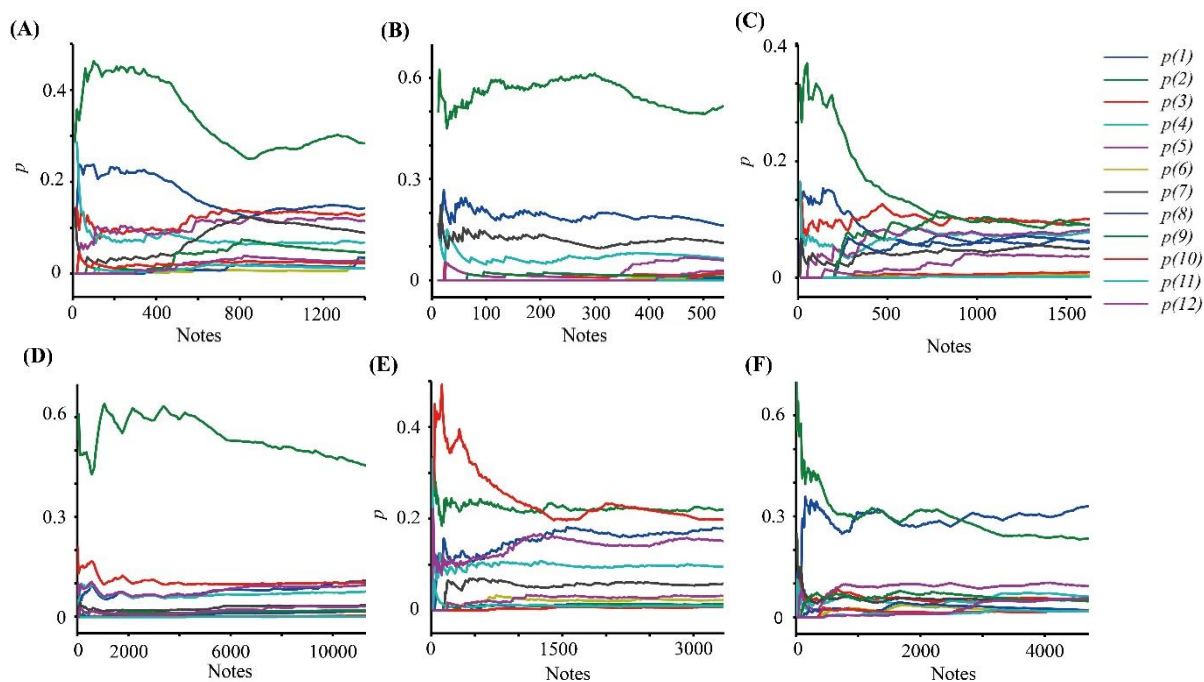 (A)
0.4
0.2
0
p
0
400
800
1200
Notes
(B)
0.6
0.3
0
0
100
200
300
400
500
Notes
(C)
0.4
0.2
0
0
500
1000
1500
Notes
p(1)
p(2)
p(3)
p(4)
p(5)
p(6)
p(7)
p(8)
p(9)
p(10)
p(11)
p(12)
(D)
0.6
0.3
0
0
2000
6000
10000
Notes
(E)
p
0.4
0.2
0
0
1500
3000
Notes
(F)
0.6
0.3
0
0
2000
4000
Notes